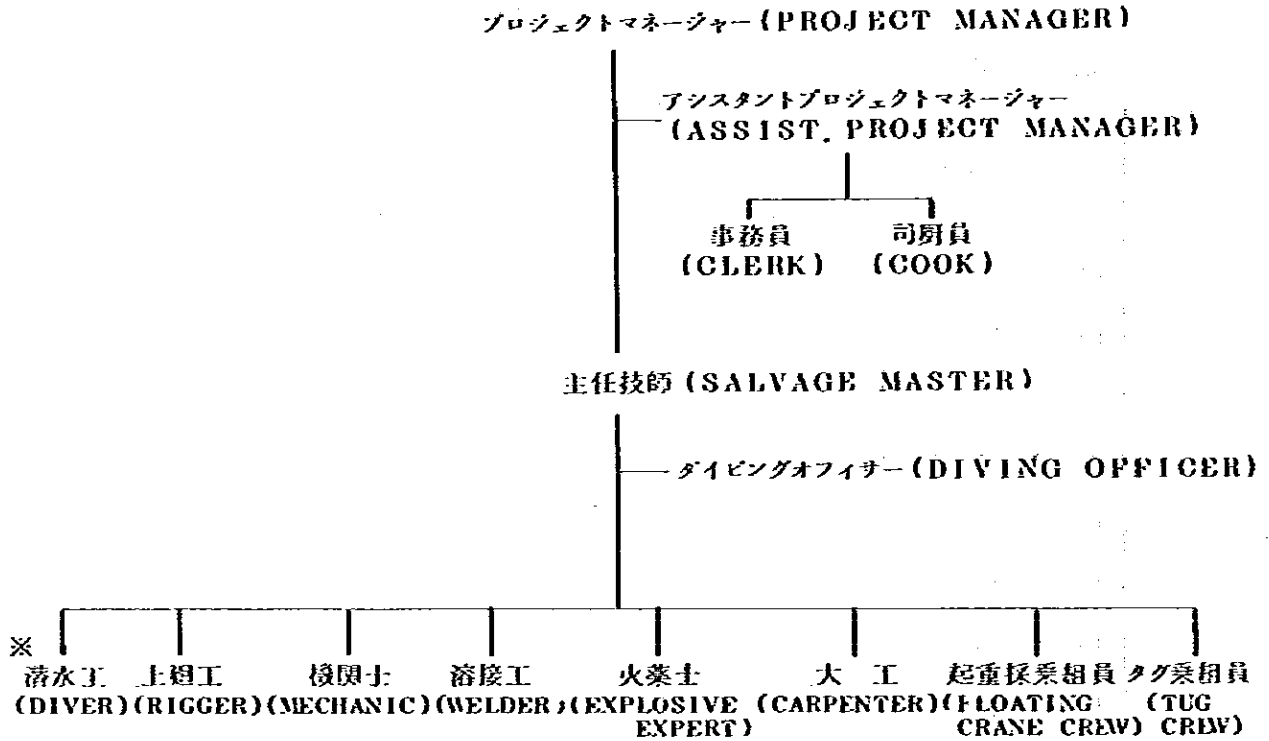 プロジェクトマネージャー (PROJECT MANAGER)
アシスタントプロジェクトマネージャー
(ASSIST. PROJECT MANAGER)
事務員 司厨員
(CLERK) (COOK)
主任技師 (SALVAGE MASTER)
ダイビングオフィサー (DIVING OFFICER)
※
潜水工 上廻工 機関士 溶接工 火薬士 大 工 起重採乗組員 タグ乗組員
(DIVER) (RIGGER) (MECHANIC) (WELDER) (EXPLOSIVE (CARPENTER) (FLOATING (TUG
EXPERT) CRANE CREW) CREW)